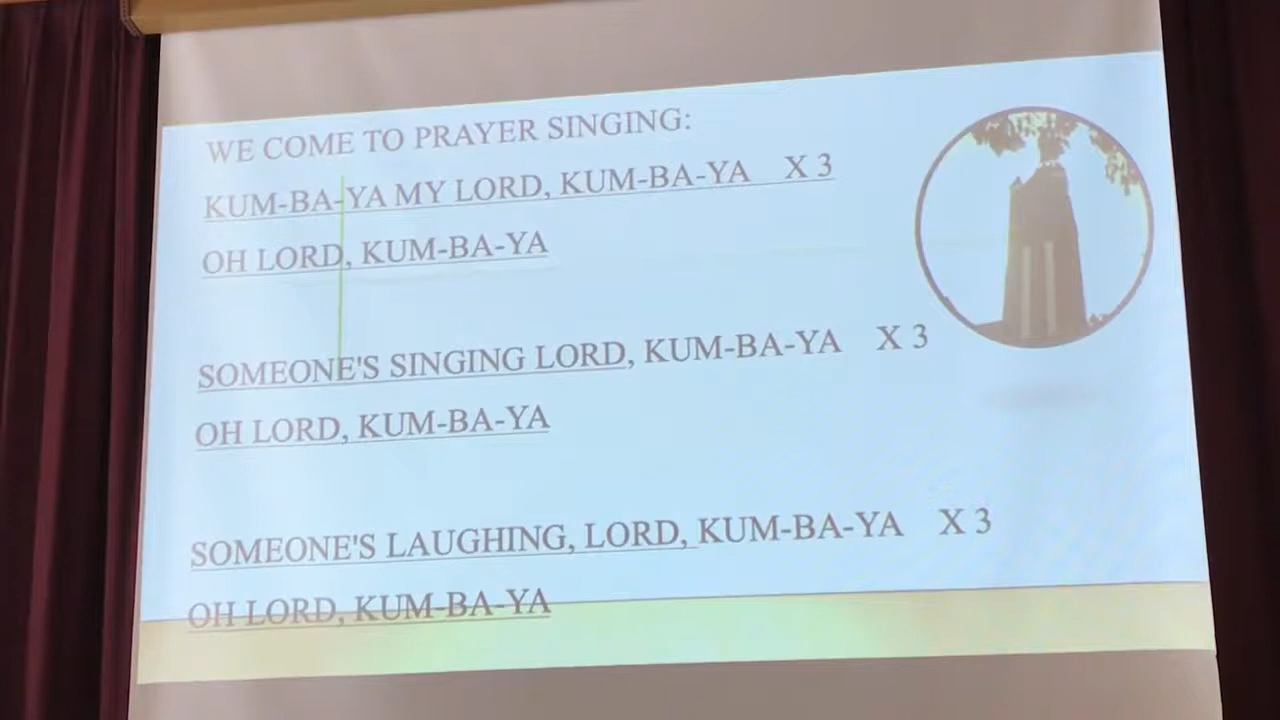 WE COME TO PRAYER SINGING:
KUM-BA-YA MY LORD, KUM-BA-YA X 3
OH LORD, KUM-BA-YA
SOMEONE'S SINGING LORD, KUM-BA-YA X 3
OH LORD, KUM-BA-YA
SOMEONE'S LAUGHING, LORD, KUM-BA-YA X 3
OH LORD, KUM-BA-YA